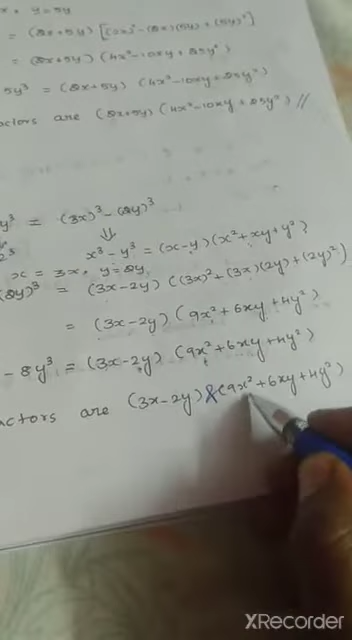 x, y=5y
= (2x+5y) [(2x)² - (2x)(5y) + (5y)²]
= (2x+5y) (4x²-10xy+25y²)
5y³ = (2x+5y) (4x²-10xy+25y²)
actors are (2x+5y) (4x²-10xy+25y²) //
y³ = (3x)³-(2y)³
⇓
x³-y³ = (x-y) (x²+xy+y²)
x = 3x, y=2y
(2y)³ = (3x-2y) ((3x)²+(3x)(2y)+(2y)²)
= (3x-2y) (9x²+6xy+4y²)
- 8y³ = (3x-2y) (9x²+6xy+4y²)
actors are (3x-2y) & (9x²+6xy+4y²)
XRecorder